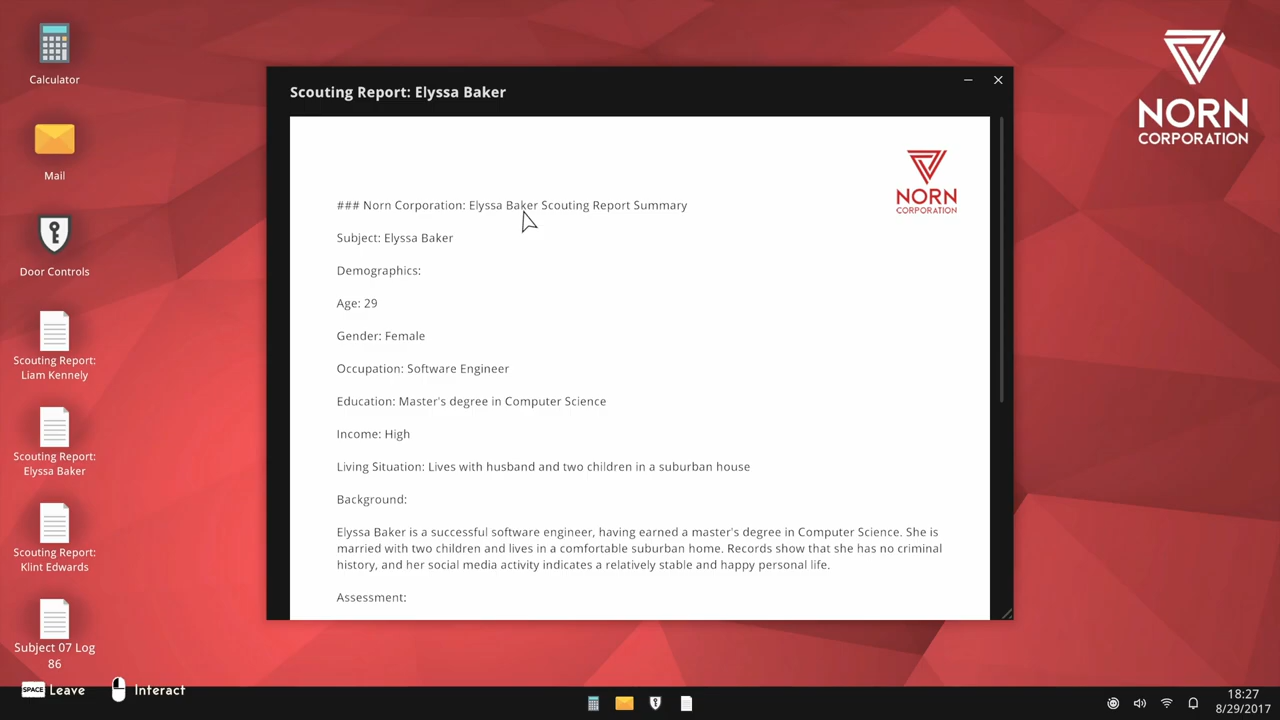 Calculator
Mail
Door Controls
Scouting Report:
Liam Kennely
Scouting Report:
Elyssa Baker
Scouting Report:
Klint Edwards
Subject 07 Log
86
SPACE Leave
Interact
Scouting Report: Elyssa Baker
NORN
CORPORATION
### Norn Corporation: Elyssa Baker Scouting Report Summary
Subject: Elyssa Baker
Demographics:
Age: 29
Gender: Female
Occupation: Software Engineer
Education: Master's degree in Computer Science
Income: High
Living Situation: Lives with husband and two children in a suburban house
Background:
Elyssa Baker is a successful software engineer, having earned a master's degree in Computer Science. She is
married with two children and lives in a comfortable suburban home. Records show that she has no criminal
history, and her social media activity indicates a relatively stable and happy personal life.
Assessment:
NORN
CORPORATION
18:27
8/29/2017